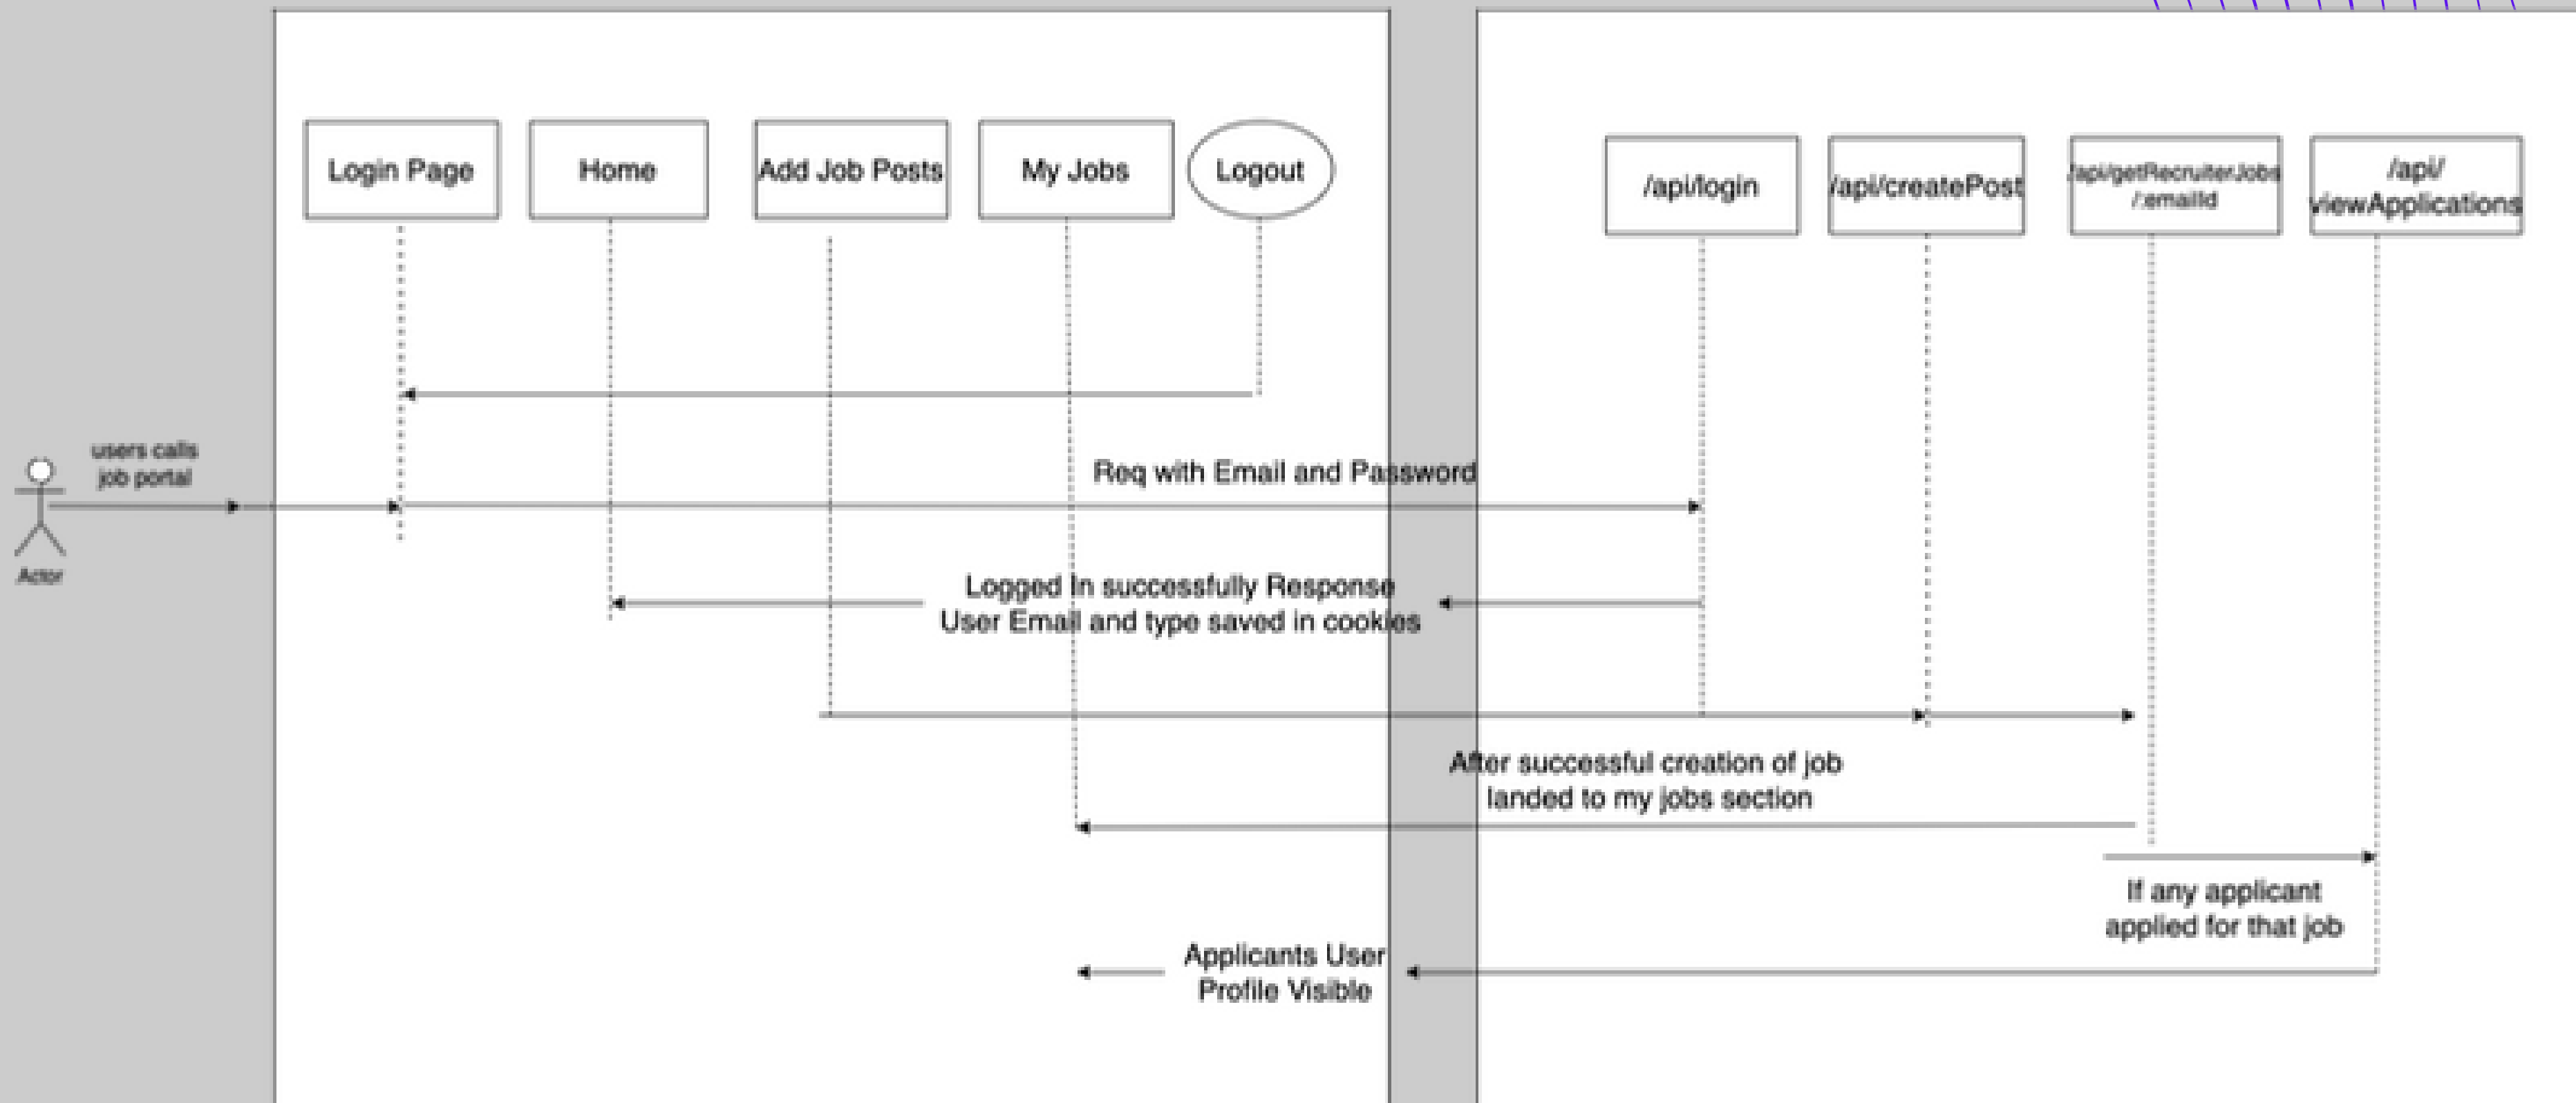 Login Page
Home
Add Job Posts
My Jobs
Logout
/api/login
/api/createPost
/api/getRecruiterJobs
/:emailId
/api/
viewApplications
users calls
job portal
Actor
Req with Email and Password
Logged In successfully Response
User Email and type saved in cookies
After successful creation of job
landed to my jobs section
If any applicant
applied for that job
Applicants User
Profile Visible